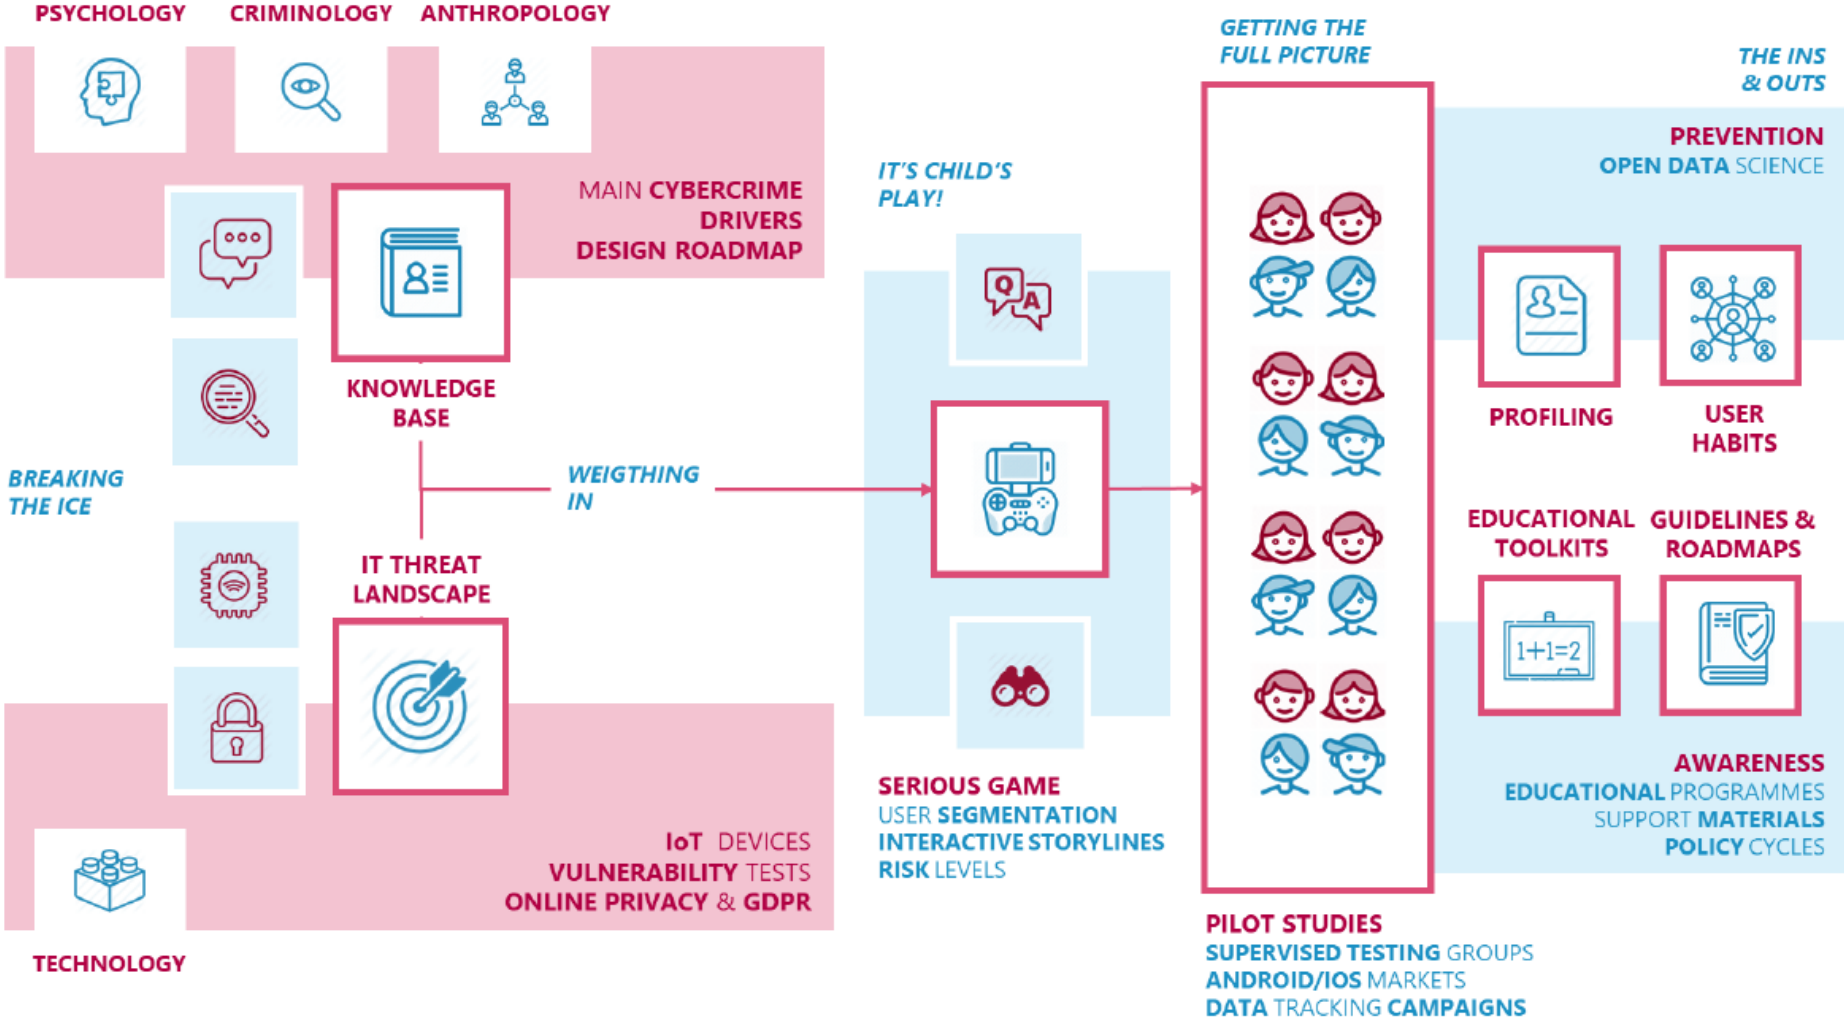 PSYCHOLOGY
CRIMINOLOGY
ANTHROPOLOGY
MAIN CYBERCRIME
DRIVERS
DESIGN ROADMAP
KNOWLEDGE
BASE
BREAKING
THE ICE
WEIGTHING
IN
IT THREAT
LANDSCAPE
IoT DEVICES
VULNERABILITY TESTS
ONLINE PRIVACY & GDPR
TECHNOLOGY
IT'S CHILD'S
PLAY!
Q
A
SERIOUS GAME
USER SEGMENTATION
INTERACTIVE STORYLINES
RISK LEVELS
GETTING THE
FULL PICTURE
PILOT STUDIES
SUPERVISED TESTING GROUPS
ANDROID/IOS MARKETS
DATA TRACKING CAMPAIGNS
THE INS
& OUTS
PREVENTION
OPEN DATA SCIENCE
PROFILING
USER
HABITS
EDUCATIONAL
TOOLKITS
GUIDELINES &
ROADMAPS
1+1=2
AWARENESS
EDUCATIONAL PROGRAMMES
SUPPORT MATERIALS
POLICY CYCLES